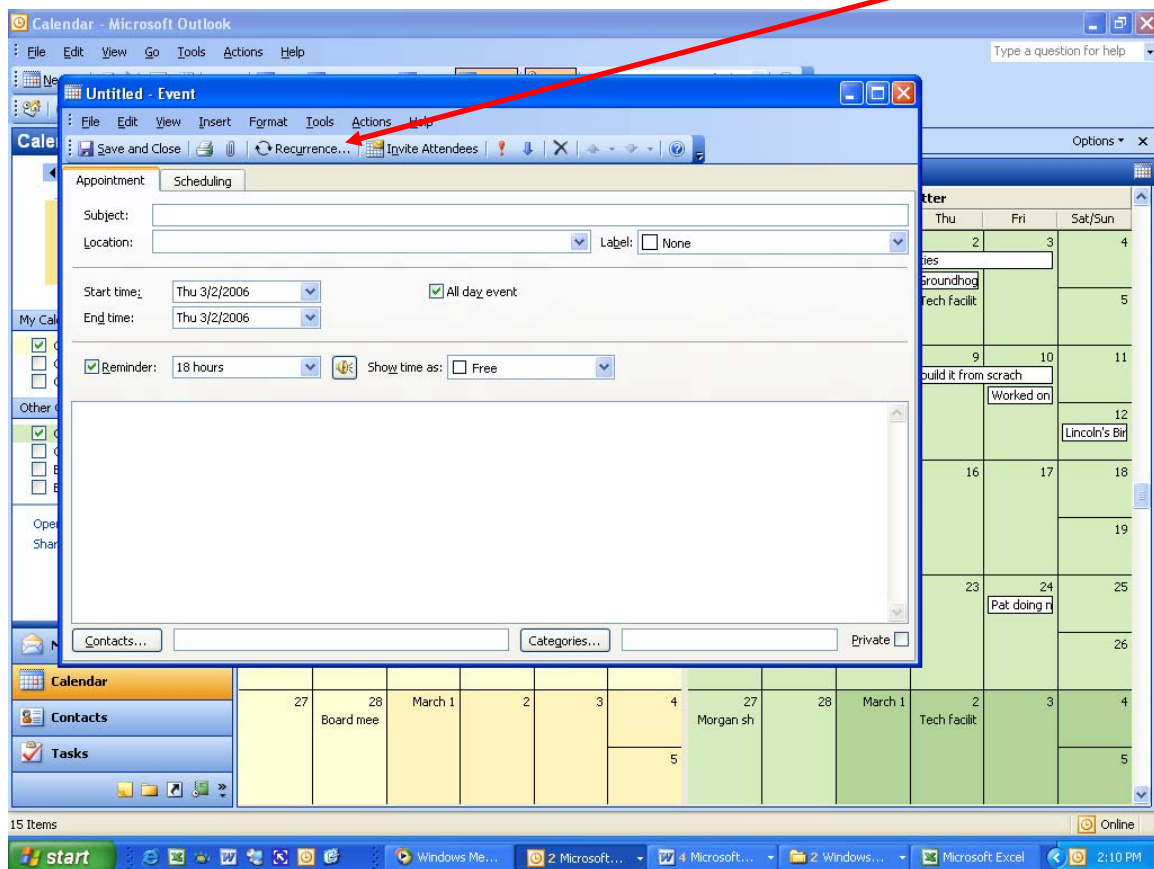 Calendar - Microsoft Outlook
File Edit View Go Tools Actions Help Type a question for help
Untitled - Event
File Edit View Insert Format Tools Actions Help
Save and Close Recurrence... Invite Attendees
Options
Appointment Scheduling
tter
Thu Fri Sat/Sun
Subject:
Location: Label: None
2 3 4
ies
Groundhog
Start time: Thu 3/2/2006 All day event
Tech facilit 5
End time: Thu 3/2/2006
My Cal
9 10 11
Reminder: 18 hours Show time as: Free
build it from scrach
Worked on
Other
12
Lincoln's Bir
16 17 18
Open
Shar
19
23 24 25
Pat doing n
Contacts... Categories... Private
26
Calendar
27 28 March 1 2 3 4 27 28 March 1 2 3 4
Contacts
Board mee Morgan sh Tech facilit
Tasks
5 5
15 Items Online
start Windows Me... 2 Microsoft... 4 Microsoft... 2 Windows... Microsoft Excel 2:10 PM